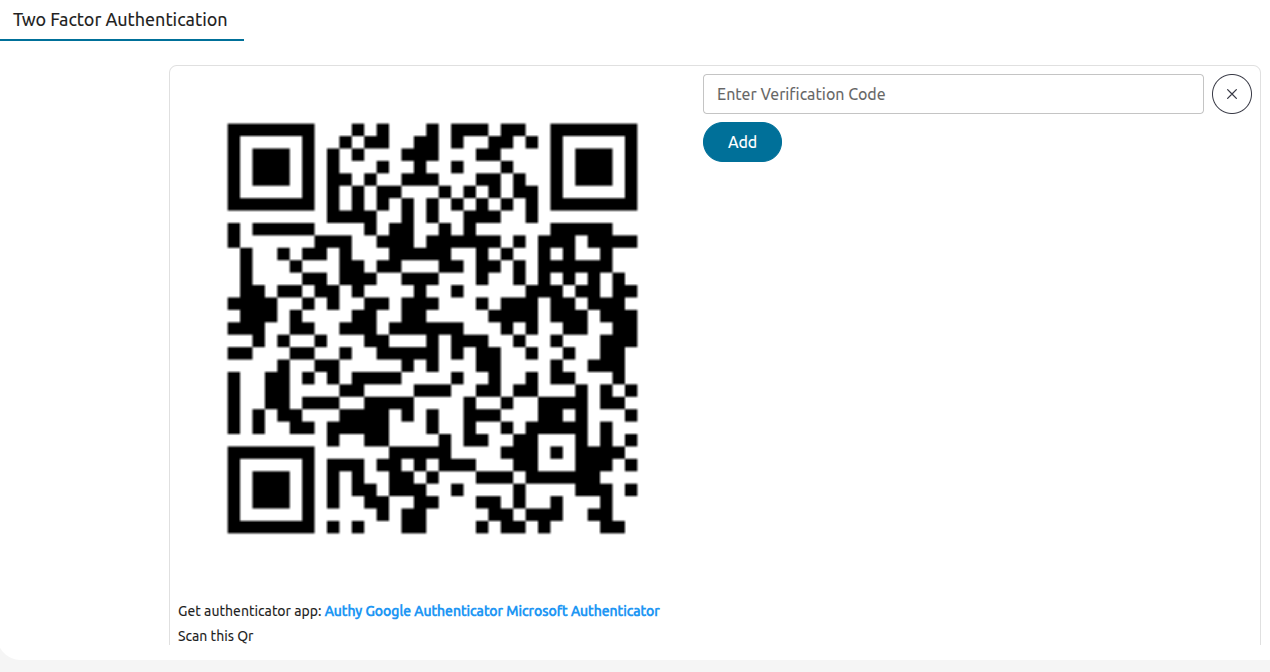 Two Factor Authentication
Enter Verification Code
Add
Get authenticator app: Authy Google Authenticator Microsoft Authenticator
Scan this Qr